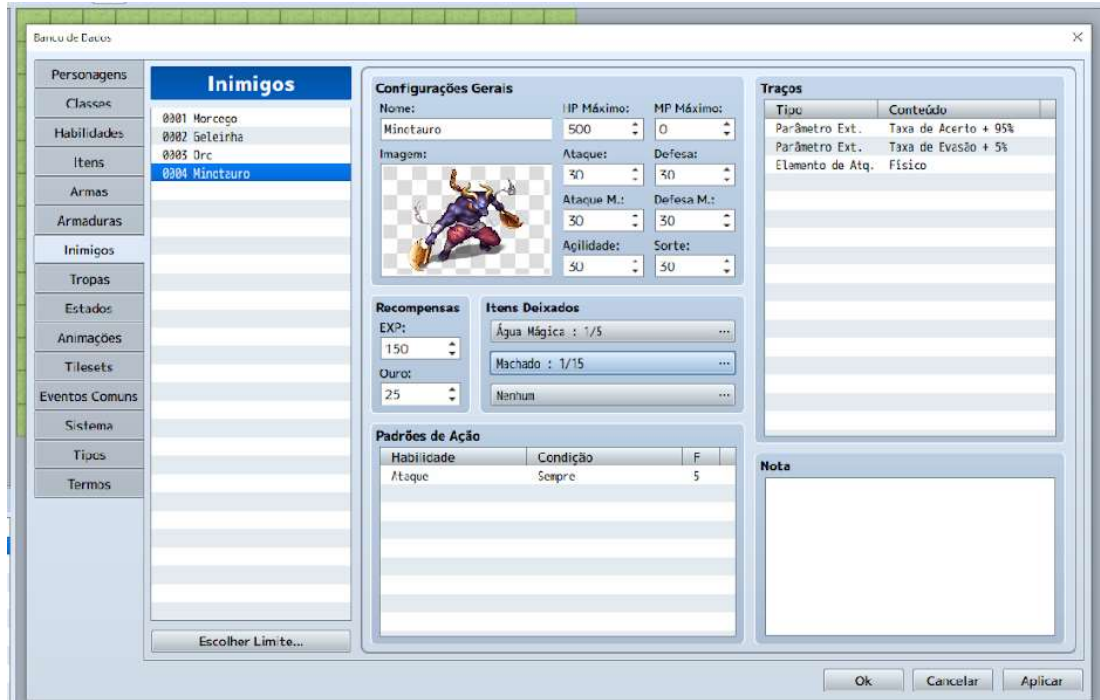 Banco de Dados
Personagens
Classes
Habilidades
Itens
Armas
Armaduras
Inimigos
Tropas
Estados
Animações
Tilesets
Eventos Comuns
Sistema
Tipos
Termos
Inimigos
0001 Morcego
0002 Geleinha
0003 Orc
0004 Minotauro
Escolher Limite...
Configurações Gerais
Nome: HP Máximo: MP Máximo:
Minotauro 500 0
Imagem: Ataque: Defesa:
30 30
Ataque M.: Defesa M.:
30 30
Agilidade: Sorte:
30 30
Recompensas
EXP:
150
Ouro:
25
Itens Deixados
Água Mágica : 1/5 ...
Machado : 1/15 ...
Nenhum ...
Padrões de Ação
Habilidade Condição F
Ataque Sempre 5
Traços
Tipo Conteúdo
Parâmetro Ext. Taxa de Acerto + 95%
Parâmetro Ext. Taxa de Evasão + 5%
Elemento de Atq. Físico
Nota
Ok Cancelar Aplicar